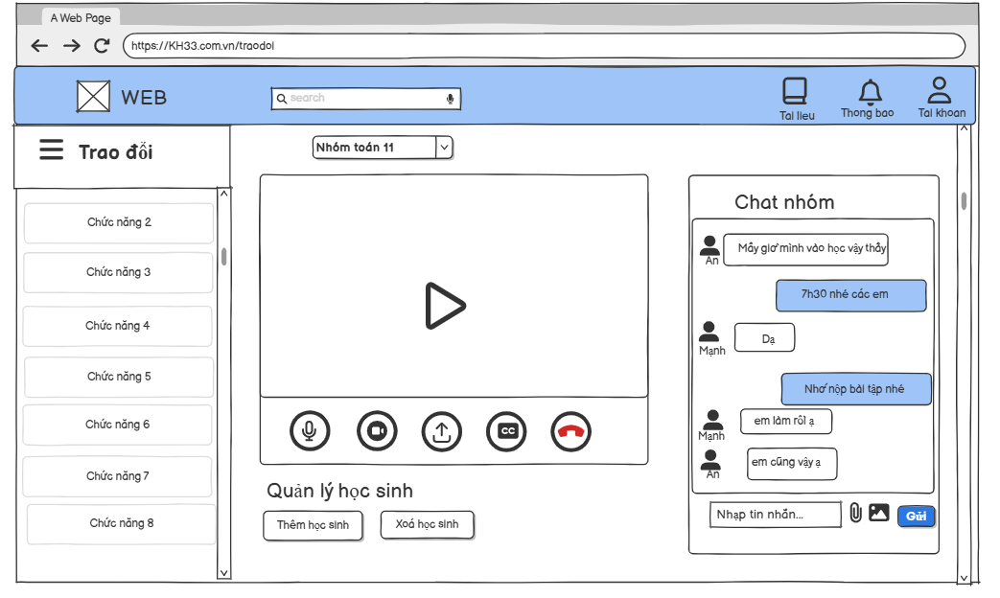 A Web Page
https://KH33.com.vn/traodoi
WEB
search
Tai lieu
Thong bao
Tai khoan
Trao đổi
Nhóm toán 11
Chức năng 2
Chức năng 3
Chức năng 4
Chức năng 5
Chức năng 6
Chức năng 7
Chức năng 8
CC
Quản lý học sinh
Thêm học sinh
Xoá học sinh
Chat nhóm
Mấy giờ mình vào học vậy thầy
An
7h30 nhé các em
Dạ
Mạnh
Nhớ nộp bài tập nhé
em làm rồi ạ
Mạnh
em cũng vậy ạ
An
Nhạp tin nhắn...
Gửi